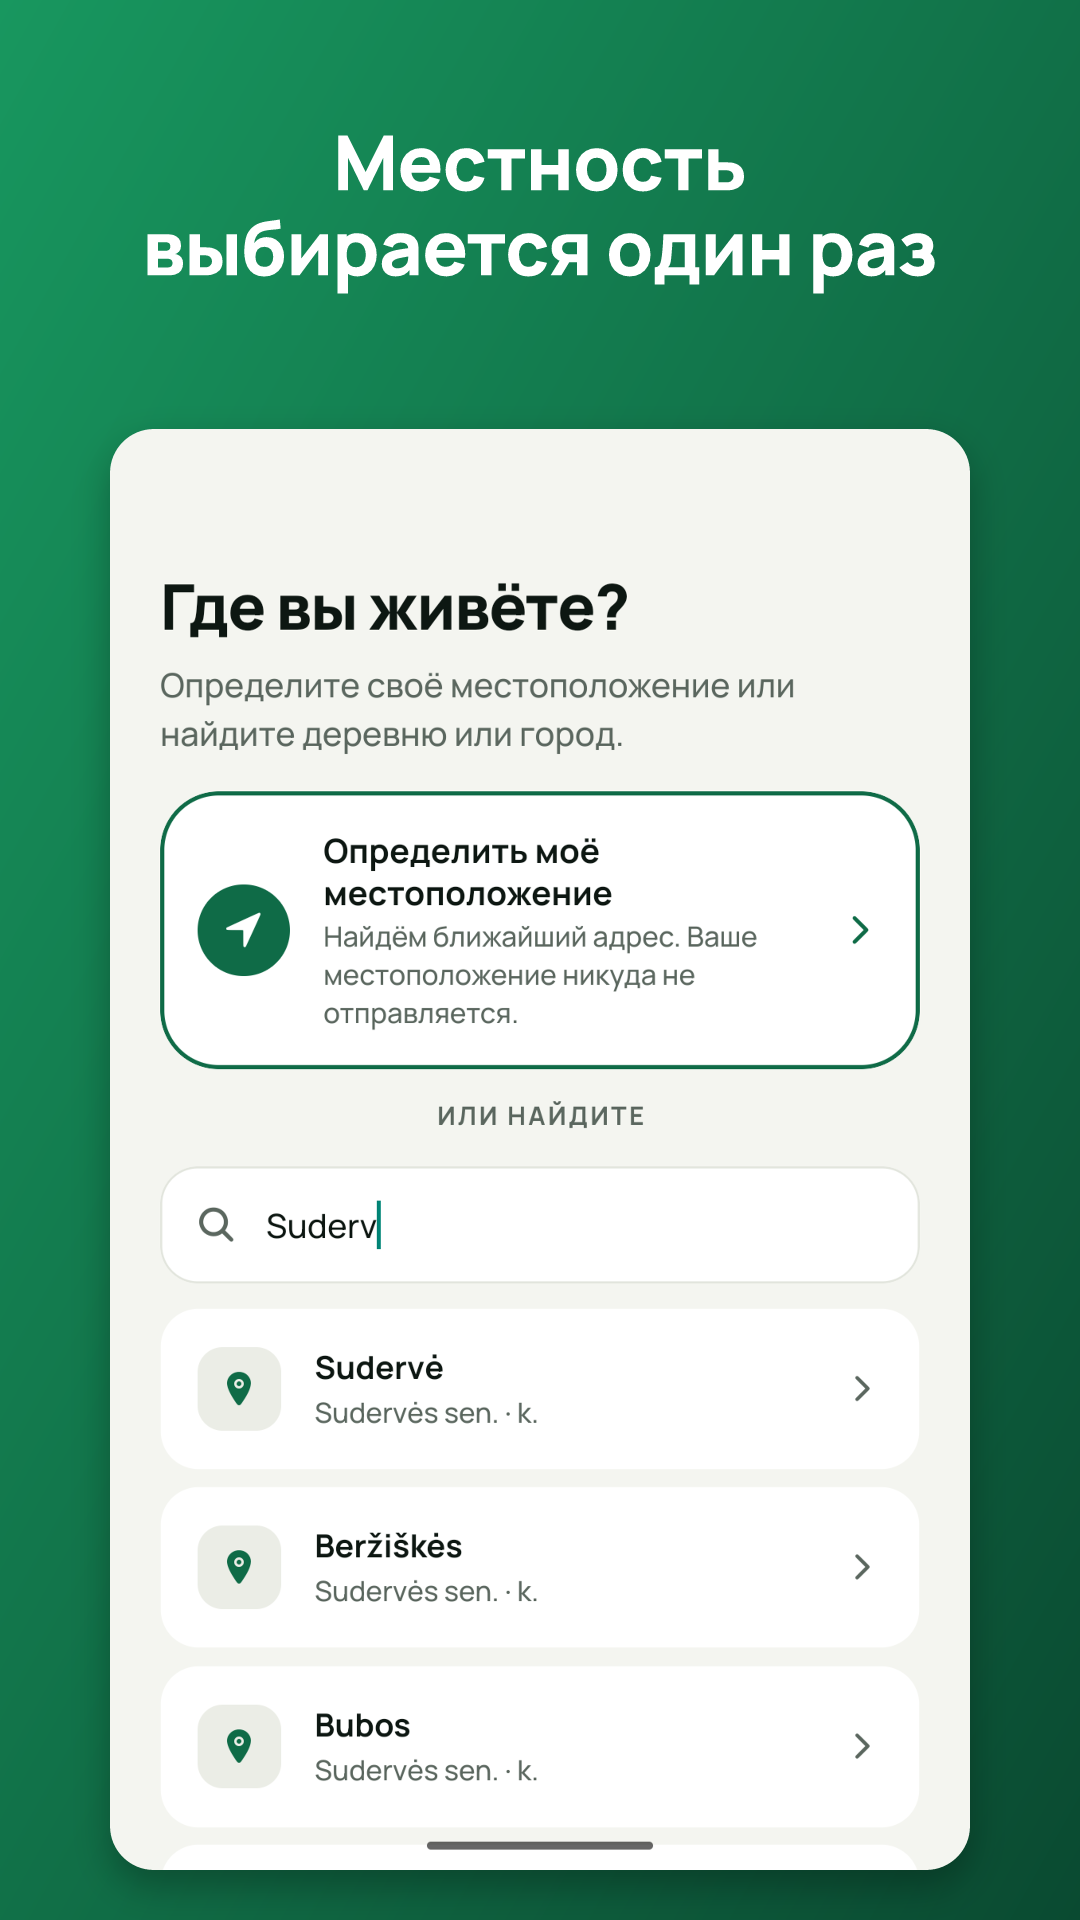 Местность
выбирается один раз
Где вы живёте?
Определите своё местоположение или
найдите деревню или город.
Определить моё
местоположение
Найдём ближайший адрес. Ваше
местоположение никуда не
отправляется.
ИЛИ НАЙДИТЕ
Suderv
Sudervė
Sudervės sen. · k.
Beržiškės
Sudervės sen. · k.
Bubos
Sudervės sen. · k.